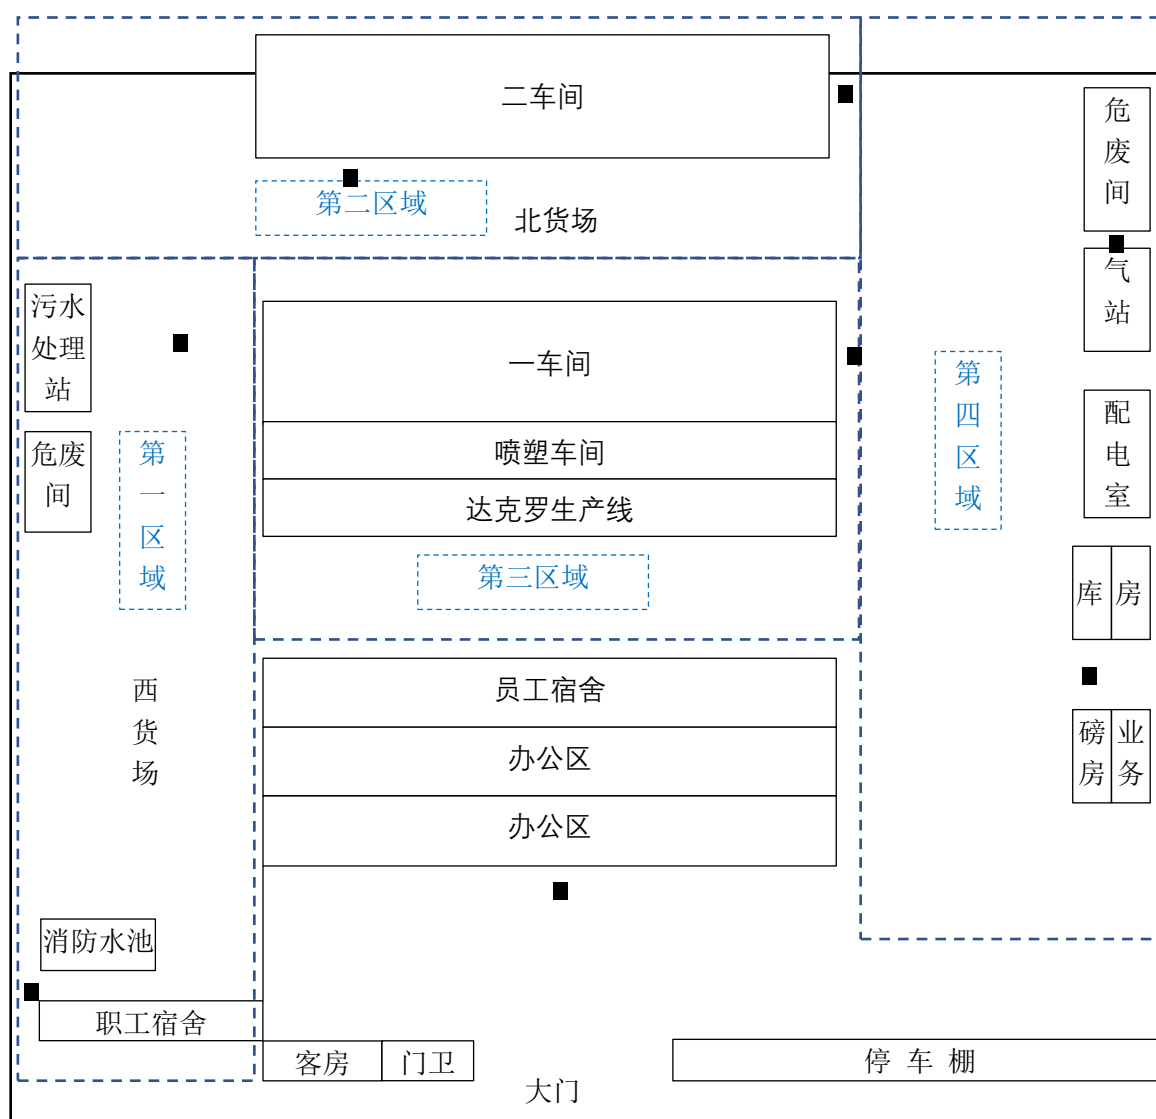 二车间
第二区域
北货场
危
废
间
气
站
污水
处理
站
危废
间
第
一
区
域
一车间
喷塑车间
达克罗生产线
第三区域
第
四
区
域
配
电
室
库 房
西
货
场
员工宿舍
办公区
办公区
磅 业
房 务
消防水池
职工宿舍
客房
门卫
大门
停 车 棚